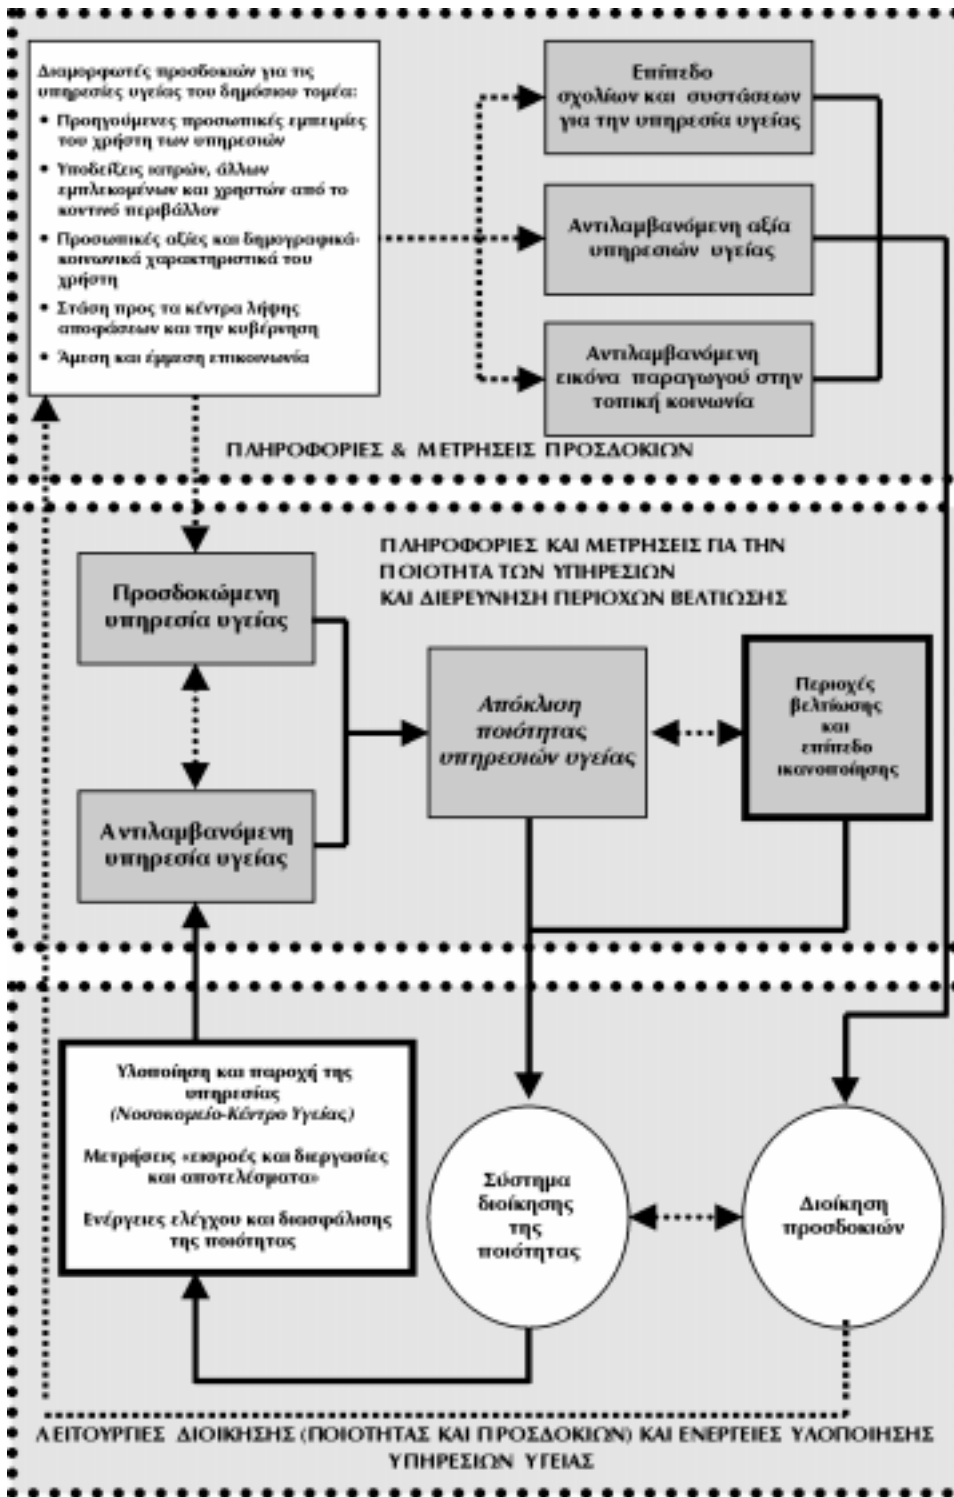 Διαμορφωτές προσδοκιών για τις
υπηρεσίες υγείας του δημόσιου τομέα:
• Προηγούμενες προσωπικές εμπειρίες
του χρήστη των υπηρεσιών
• Υποδείξεις ιατρών, άλλων
εμπλεκομένων και χρηστών από το
κοντινό περιβάλλον
• Προσωπικές αξίες και δημογραφικά-
κοινωνικά χαρακτηριστικά του
χρήστη
• Στάση προς τα κέντρα λήψης
αποφάσεων και την κυβέρνηση
• Άμεση και έμμεση επικοινωνία
Επίπεδο
σχολίων και συστάσεων
για την υπηρεσία υγείας
Αντιλαμβανόμενη αξία
υπηρεσιών υγείας
Αντιλαμβανόμενη
εικόνα παραγωγού στην
τοπική κοινωνία
ΠΛΗΡΟΦΟΡΙΕΣ & ΜΕΤΡΗΣΕΙΣ ΠΡΟΣΔΟΚΙΩΝ
ΠΛΗΡΟΦΟΡΙΕΣ ΚΑΙ ΜΕΤΡΗΣΕΙΣ ΓΙΑ ΤΗΝ
ΠΟΙΟΤΗΤΑ ΤΩΝ ΥΠΗΡΕΣΙΩΝ
ΚΑΙ ΔΙΕΡΕΥΝΗΣΗ ΠΕΡΙΟΧΩΝ ΒΕΛΤΙΩΣΗΣ
Προσδοκώμενη
υπηρεσία υγείας
Απόκλιση
ποιότητας
υπηρεσιών υγείας
Περιοχές
βελτίωσης
και
επίπεδο
ικανοποίησης
Αντιλαμβανόμενη
υπηρεσία υγείας
Υλοποίηση και παροχή της
υπηρεσίας
(Νοσοκομείο-Κέντρο Υγείας)
Μετρήσεις «εισροές και διεργασίες
και αποτελέσματα»
Ενέργειες ελέγχου και διασφάλισης
της ποιότητας
Σύστημα
διοίκησης
της
ποιότητας
Διοίκηση
προσδοκιών
ΛΕΙΤΟΥΡΓΙΕΣ ΔΙΟΙΚΗΣΗΣ (ΠΟΙΟΤΗΤΑΣ ΚΑΙ ΠΡΟΣΔΟΚΙΩΝ) ΚΑΙ ΕΝΕΡΓΕΙΕΣ ΥΛΟΠΟΙΗΣΗΣ
ΥΠΗΡΕΣΙΩΝ ΥΓΕΙΑΣ